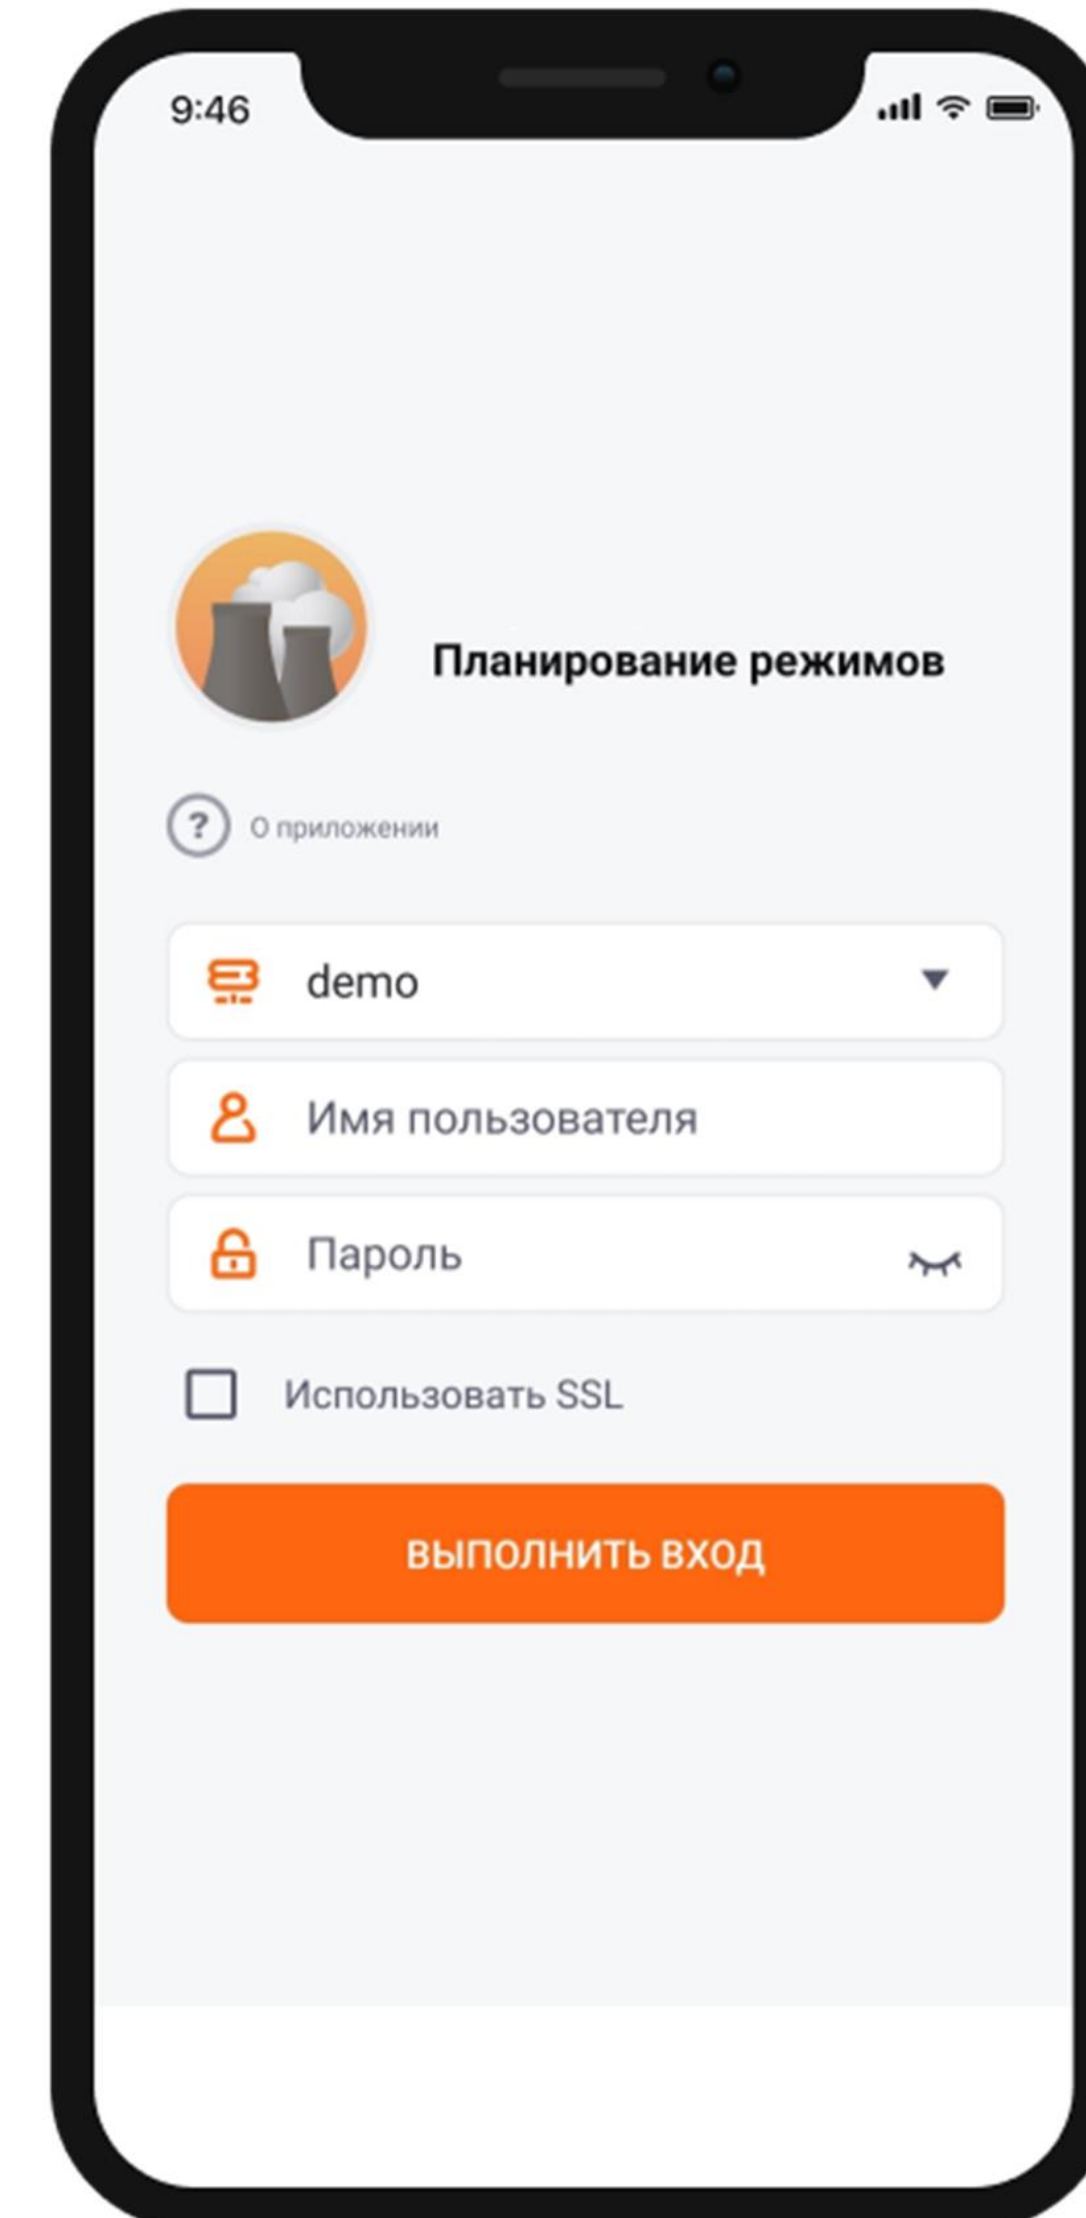 9:46
Планирование режимов
? О приложении
demo
Имя пользователя
Пароль
Использовать SSL
ВЫПОЛНИТЬ ВХОД